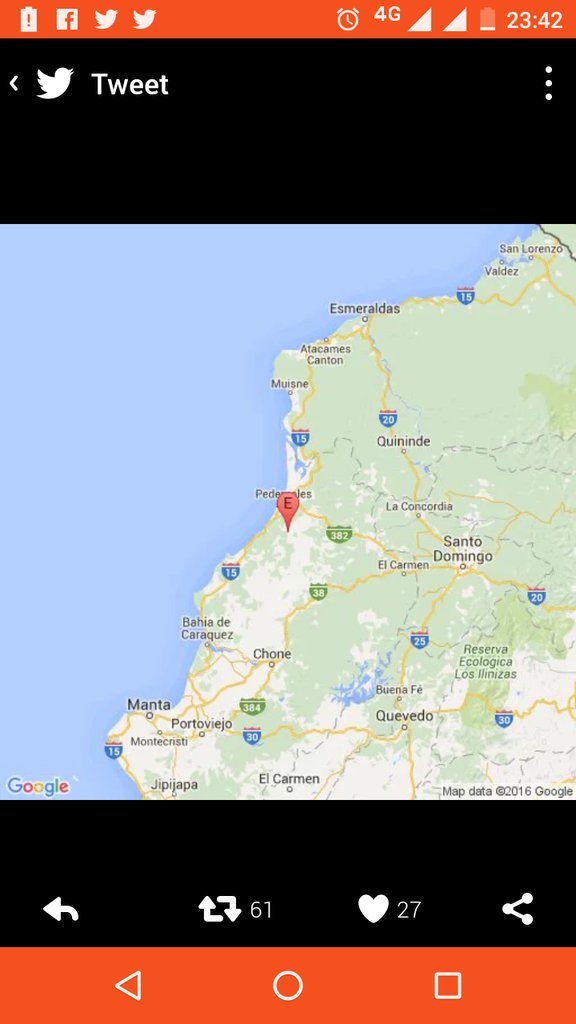 4G 23:42
Tweet
San Lorenzo
Valdez
15
Esmeraldas
Atacames
Canton
Muisne
20
15
Quininde
Pedernales
E
La Concordia
382
Santo
Domingo
El Carmen
15
38
20
Bahia de
Caraquez
25
Chone
Reserva
Ecologica
Los Ilinizas
Buena Fé
Manta
384
Quevedo
30
Portoviejo
30
Montecristi
15
El Carmen
Jipijapa
Google
Map data ©2016 Google
61 27